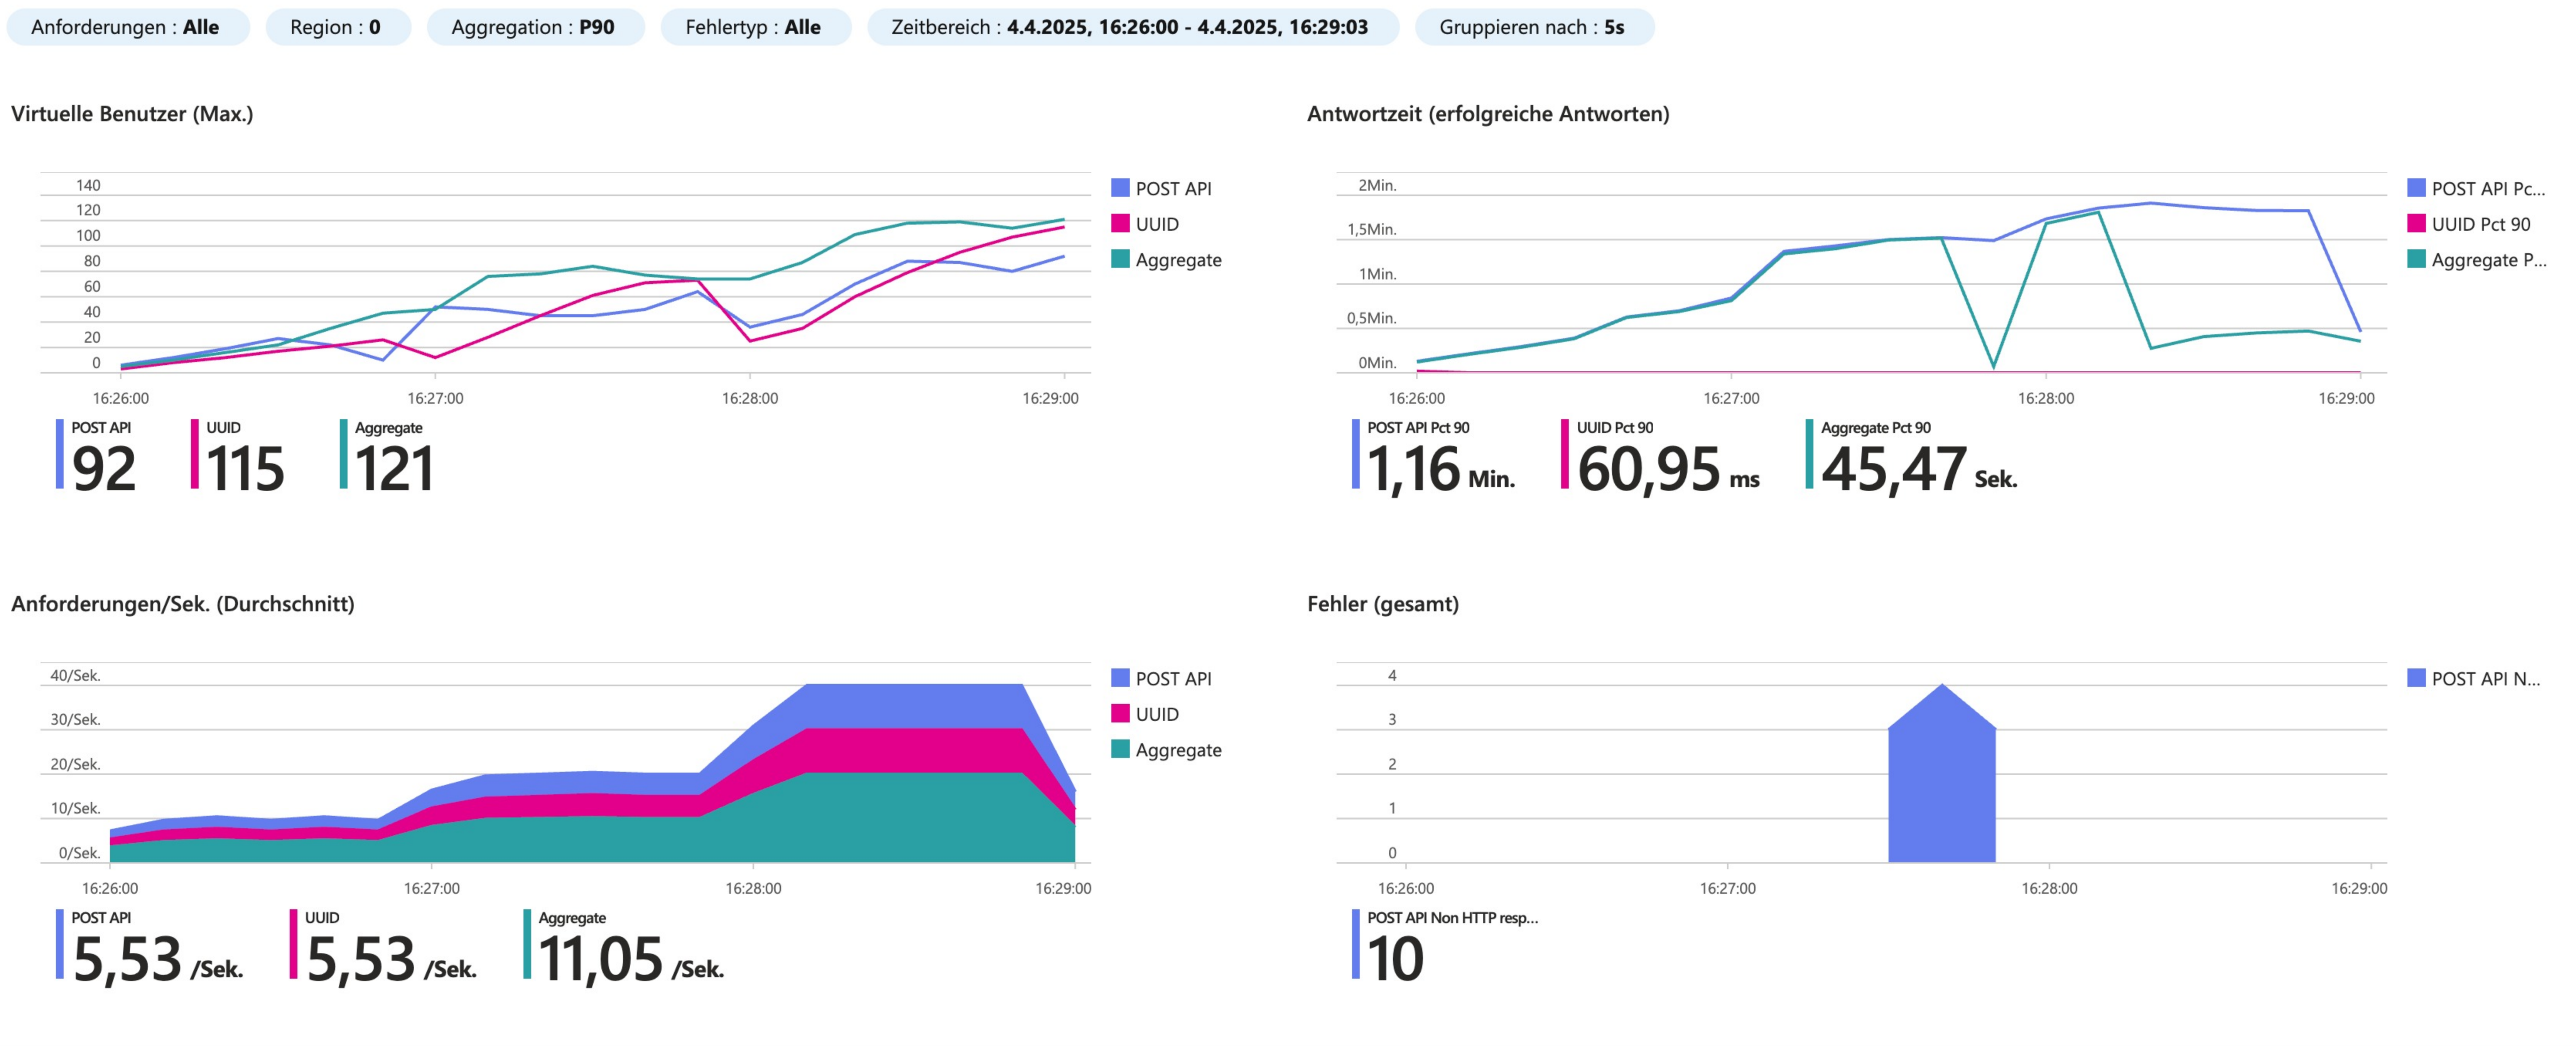 Anforderungen : Alle
Region : 0
Aggregation : P90
Fehlertyp : Alle
Zeitbereich : 4.4.2025, 16:26:00 - 4.4.2025, 16:29:03
Gruppieren nach : 5s
Virtuelle Benutzer (Max.)
140
120
100
80
60
40
20
0
16:26:00
16:27:00
16:28:00
16:29:00
POST API
UUID
Aggregate
POST API
92
UUID
115
Aggregate
121
Antwortzeit (erfolgreiche Antworten)
2Min.
1,5Min.
1Min.
0,5Min.
0Min.
16:26:00
16:27:00
16:28:00
16:29:00
POST API Pc...
UUID Pct 90
Aggregate P...
POST API Pct 90
1,16 Min.
UUID Pct 90
60,95 ms
Aggregate Pct 90
45,47 Sek.
Anforderungen/Sek. (Durchschnitt)
40/Sek.
30/Sek.
20/Sek.
10/Sek.
0/Sek.
16:26:00
16:27:00
16:28:00
16:29:00
POST API
UUID
Aggregate
POST API
5,53 /Sek.
UUID
5,53 /Sek.
Aggregate
11,05 /Sek.
Fehler (gesamt)
4
3
2
1
0
16:26:00
16:27:00
16:28:00
16:29:00
POST API N...
POST API Non HTTP resp...
10